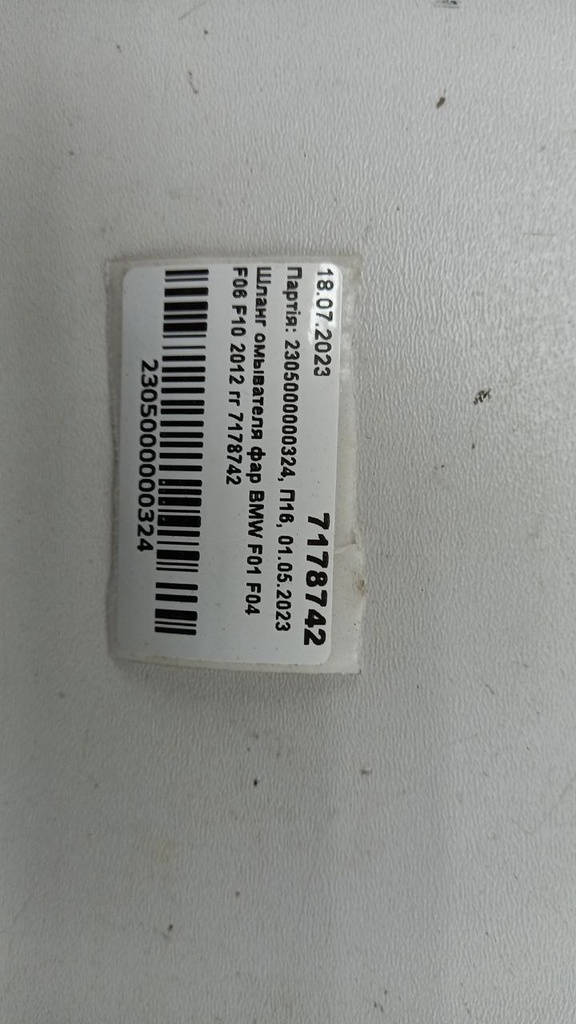 18.07.2023 7178742
Партія: 2305000000324, П16, 01.05.2023
Шланг омывателя фар BMW F01 F04
F06 F10 2012 гг 7178742
2305000000324